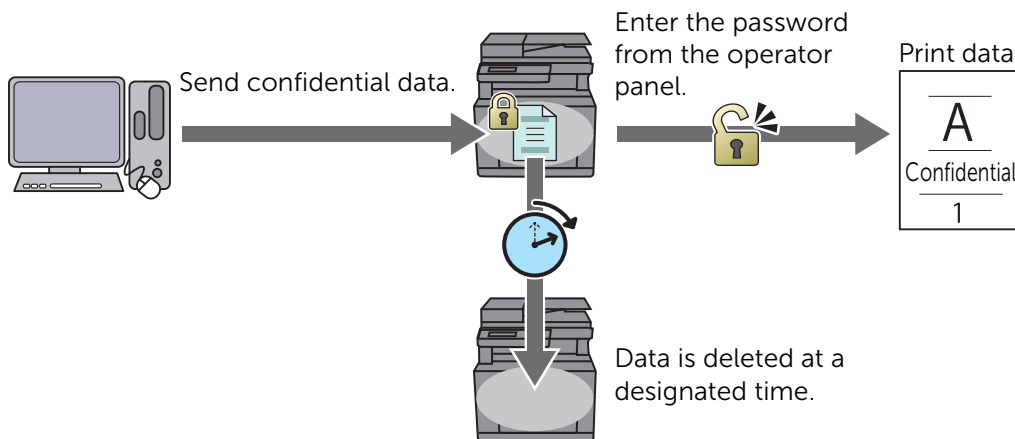 Send confidential data.
Enter the password
from the operator
panel.
Print data
A
Confidential
1
Data is deleted at a
designated time.